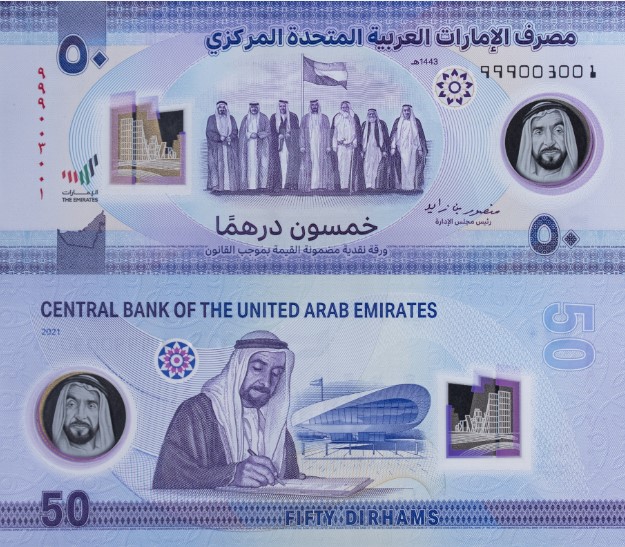 مصرف الإمارات العربية المتحدة المركزي
٥٠
1443هـ
999003001
٩٩٩٠٠٣٠٠١
الإمارات
THE EMIRATES
خمسون درهمًا
ورقة نقدية مضمونة القيمة بموجب القانون
منصور بن زايد
رئيس مجلس الإدارة
٥٠
CENTRAL BANK OF THE UNITED ARAB EMIRATES
2021
50
50
FIFTY DIRHAMS